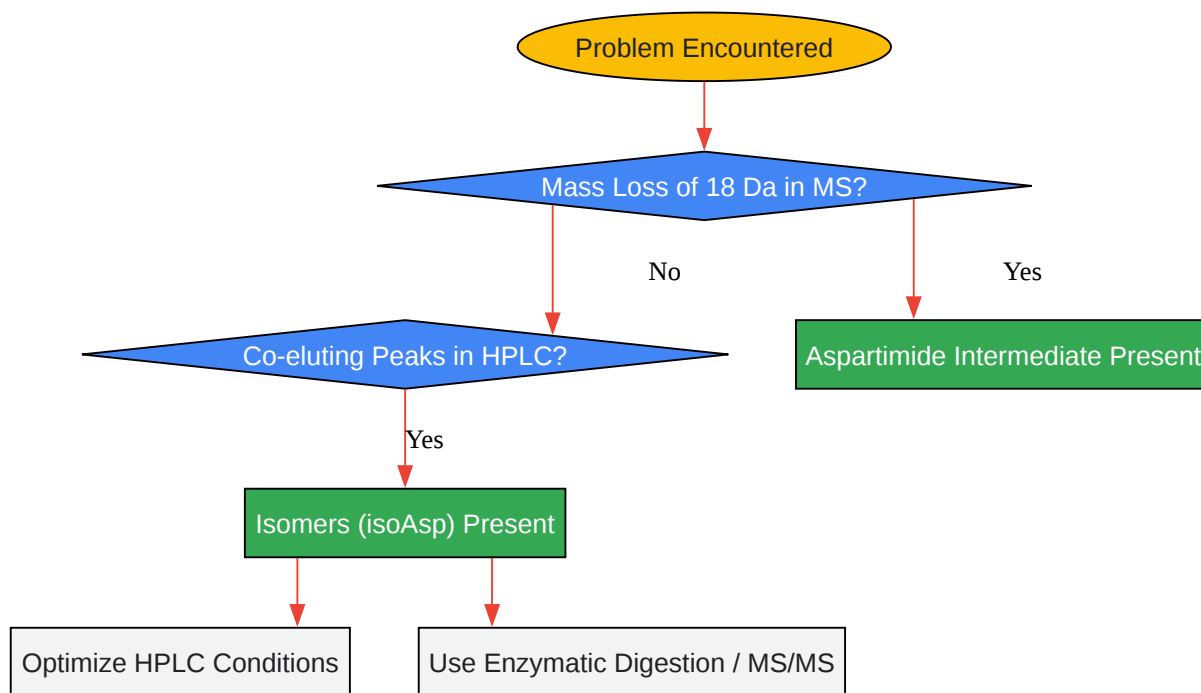 Problem Encountered
Mass Loss of 18 Da in MS?
No
Yes
Co-eluting Peaks in HPLC?
Aspartimide Intermediate Present
Yes
Isomers (isoAsp) Present
Optimize HPLC Conditions
Use Enzymatic Digestion / MS/MS